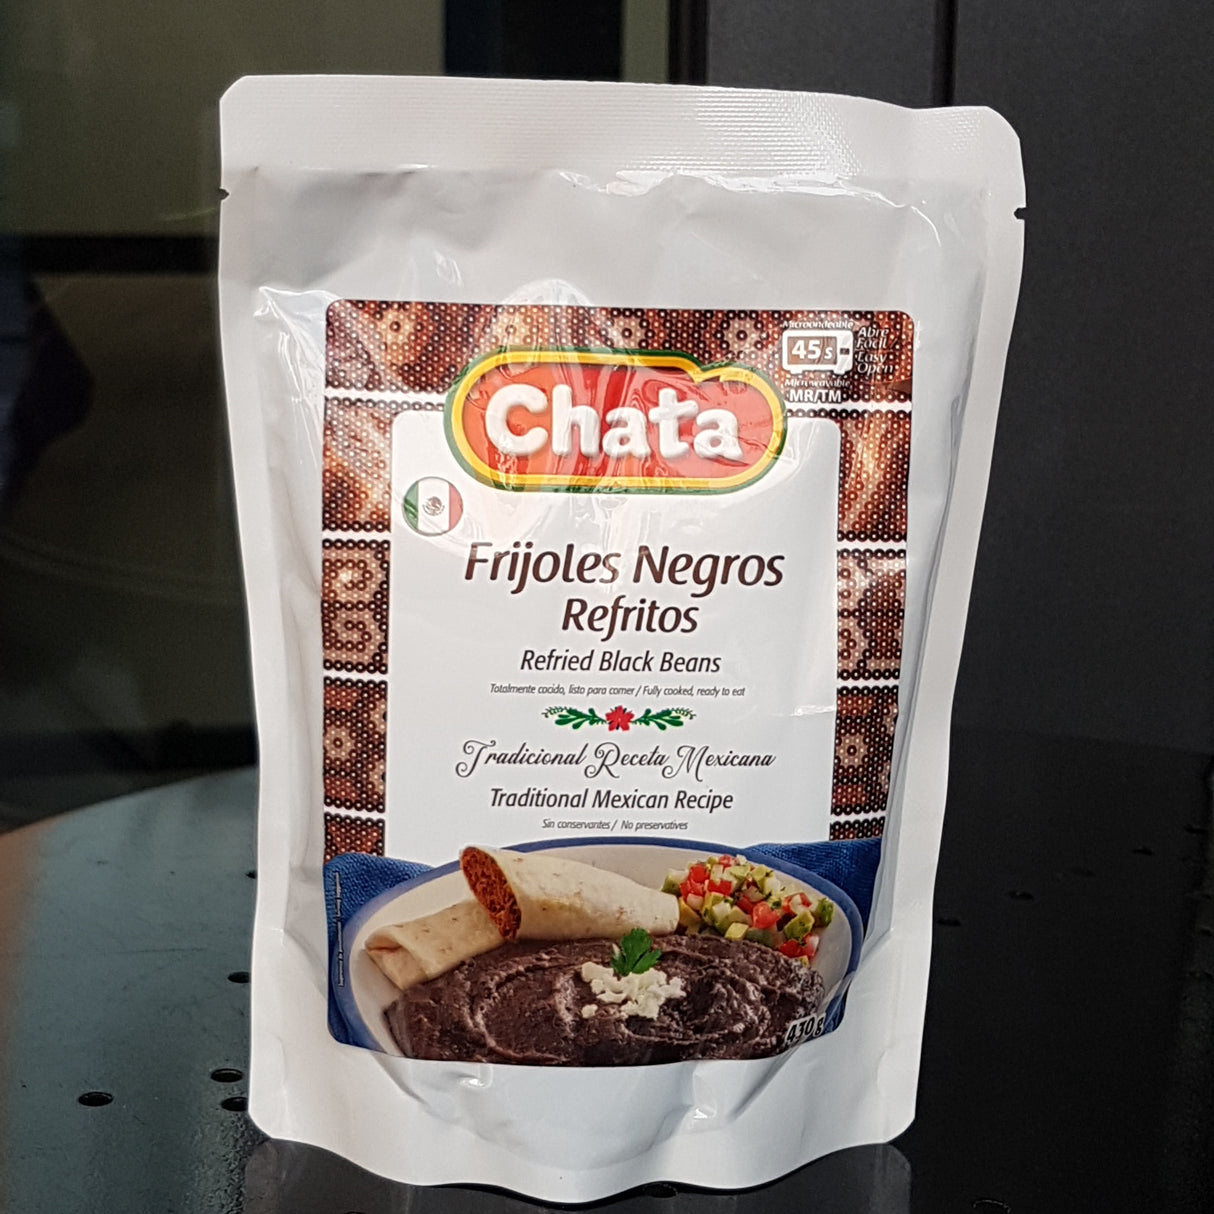 Microondeable
45 s
Abre
Fácil
Easy
Open
Microwavable
MR/TM
Chata
Frijoles Negros
Refritos
Refried Black Beans
Totalmente cocido, listo para comer / Fully cooked, ready to eat
Tradicional Receta Mexicana
Traditional Mexican Recipe
Sin conservantes / No preservatives
430 g